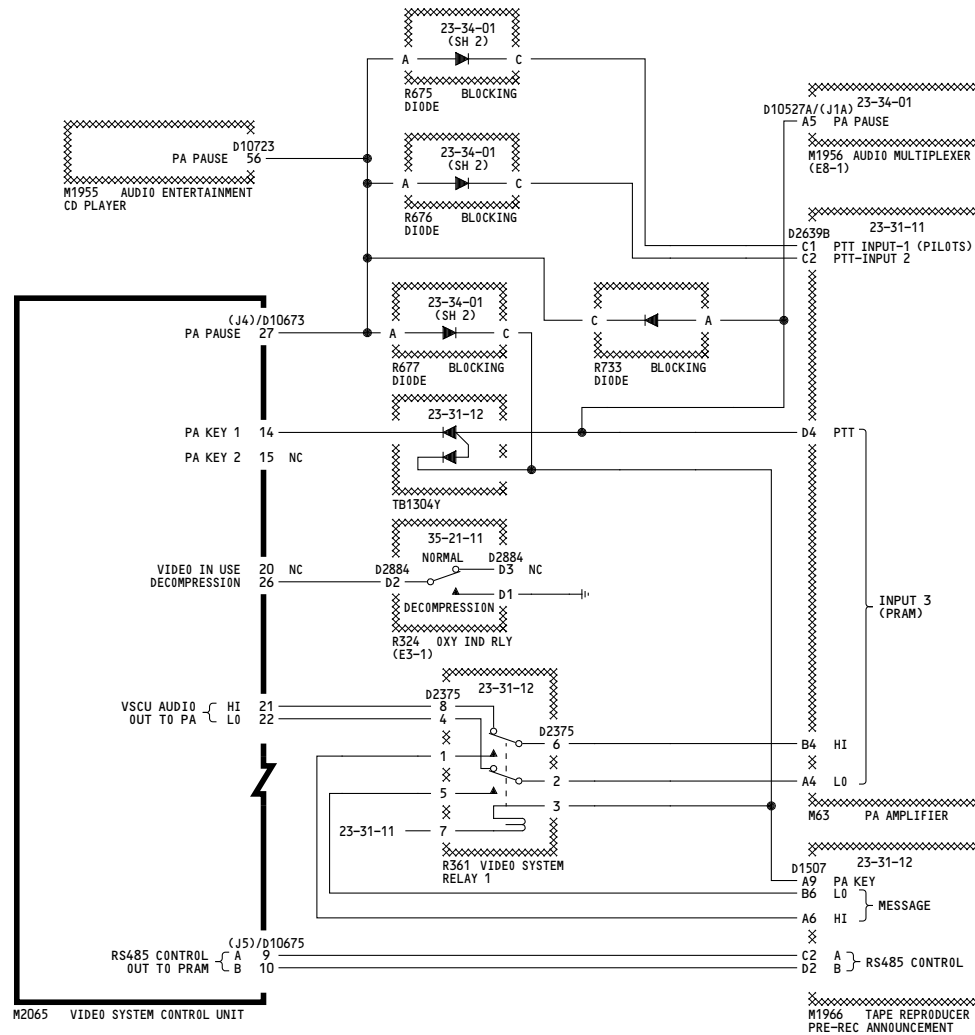 23-34-01
(SH 2)
A C
R675 BLOCKING
DIODE
D10527A/(J1A) 23-34-01
A5 PA PAUSE
M1956 AUDIO MULTIPLEXER
(E8-1)
D10723
PA PAUSE 56
M1955 AUDIO ENTERTAINMENT
CD PLAYER
23-34-01
(SH 2)
A C
R676 BLOCKING
DIODE
D2639B 23-31-11
C1 PTT INPUT-1 (PILOTS)
C2 PTT-INPUT 2
(J4)/D10673
PA PAUSE 27
23-34-01
(SH 2)
A C
R677 BLOCKING
DIODE
C A
R733 BLOCKING
DIODE
PA KEY 1 14
PA KEY 2 15 NC
23-31-12
TB1304Y
D4 PTT
VIDEO IN USE 20 NC
DECOMPRESSION 26
35-21-11
NORMAL
D2884 D2884
D2 D3 NC
D1
DECOMPRESSION
R324 OXY IND RLY
(E3-1)
INPUT 3
(PRAM)
VSCU AUDIO HI 21
OUT TO PA LO 22
D2375 23-31-12
8
4
D2375
6
1
2
5
3
23-31-11 7
R361 VIDEO SYSTEM
RELAY 1
B4 HI
A4 LO
M63 PA AMPLIFIER
D1507 23-31-12
A9 PA KEY
B6 LO
MESSAGE
A6 HI
(J5)/D10675
RS485 CONTROL A 9
OUT TO PRAM B 10
C2 A
D2 B
RS485 CONTROL
M2065 VIDEO SYSTEM CONTROL UNIT
M1966 TAPE REPRODUCER
PRE-REC ANNOUNCEMENT